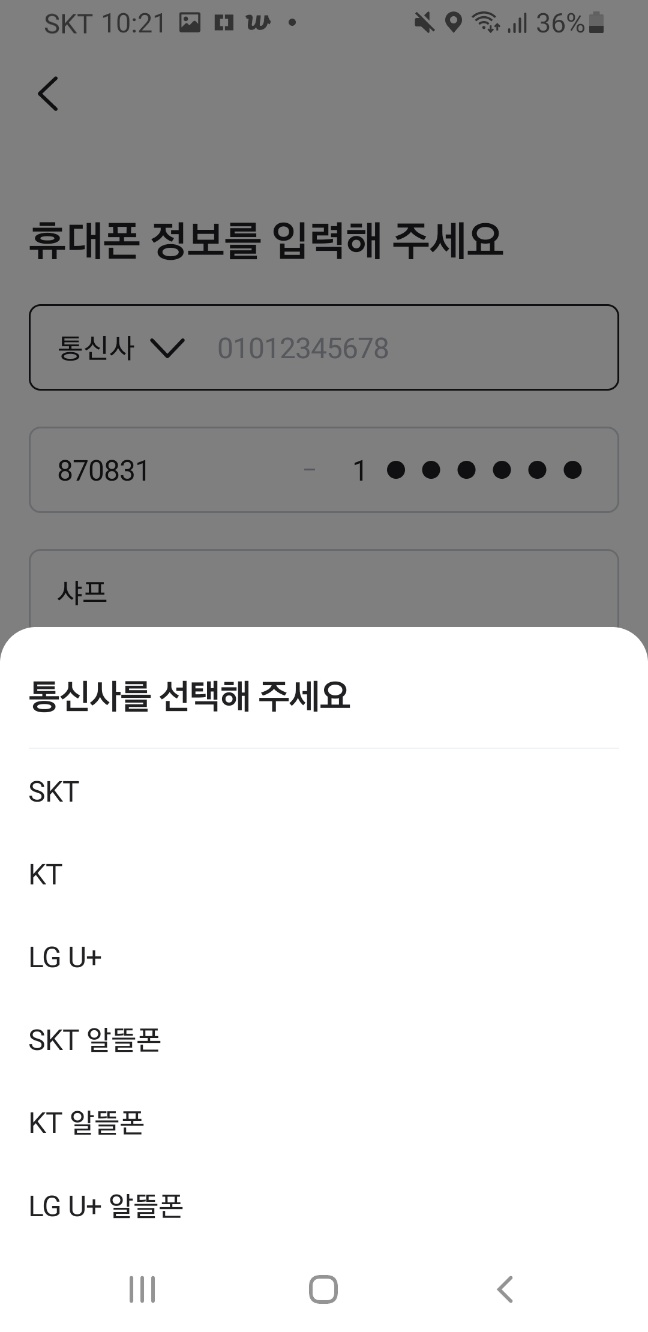 SKT 10:21 36%
휴대폰 정보를 입력해 주세요
통신사 01012345678
870831 - 1 ●●●●●●
샤프
통신사를 선택해 주세요
SKT
KT
LG U+
SKT 알뜰폰
KT 알뜰폰
LG U+ 알뜰폰